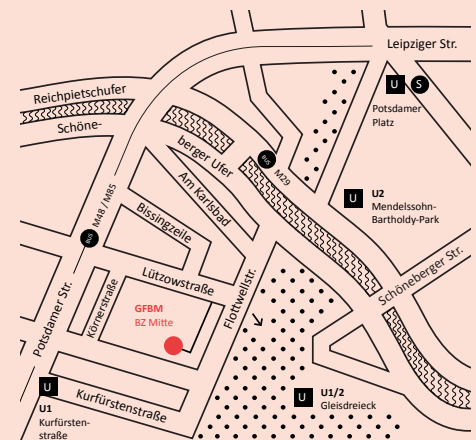 Leipziger Str.
Reichpietschufer
U
S
Potsdamer
Platz
Schöne-
berger Ufer
BUS
M29
Am Karlsbad
U
U2
Mendelssohn-
Bartholdy-Park
BUS
M48 / M85
Bissingzeile
Schöneberger Str.
Lützowstraße
Flottwellstr.
Körnerstraße
GFBM
BZ Mitte
Potsdamer Str.
Kurfürstenstraße
U
U1
Kurfürsten-
straße
U
U1/2
Gleisdreieck